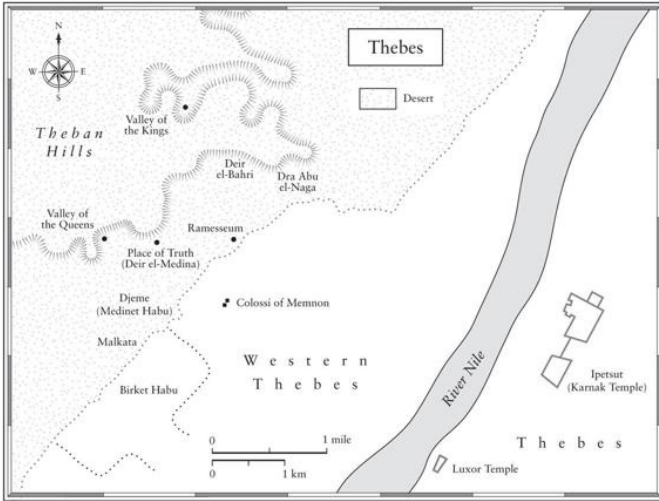 Thebes
Desert
N
W E
S
Theban
Hills
Valley of
the Kings
Deir
el-Bahri
Dra Abu
el-Naga
Valley of
the Queens
Place of Truth
(Deir el-Medina)
Ramesseum
Djeme
(Medinet Habu)
Colossi of Memnon
Malkata
Birket Habu
Western
Thebes
River Nile
Ipetsut
(Karnak Temple)
Thebes
Luxor Temple
0 1 mile
0 1 km